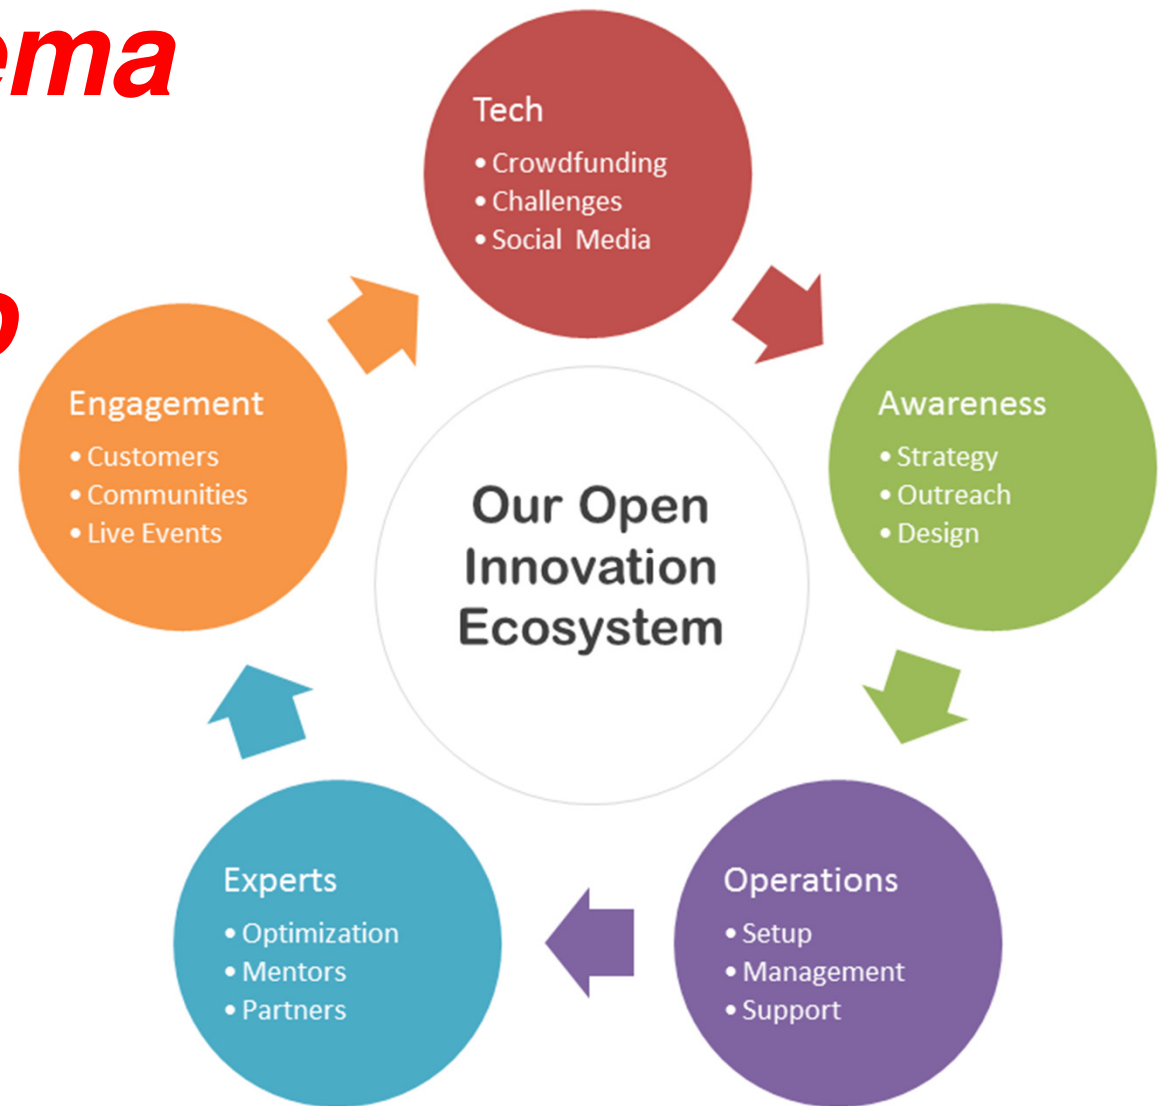 ema
o
Tech
• Crowdfunding
• Challenges
• Social Media
Engagement
• Customers
• Communities
• Live Events
Awareness
• Strategy
• Outreach
• Design
Our Open
Innovation
Ecosystem
Experts
• Optimization
• Mentors
• Partners
Operations
• Setup
• Management
• Support